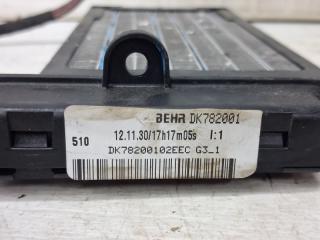 BEHR DK782001
510 12.11.30/17h17m05s I:1
DK78200102EEC G3_1